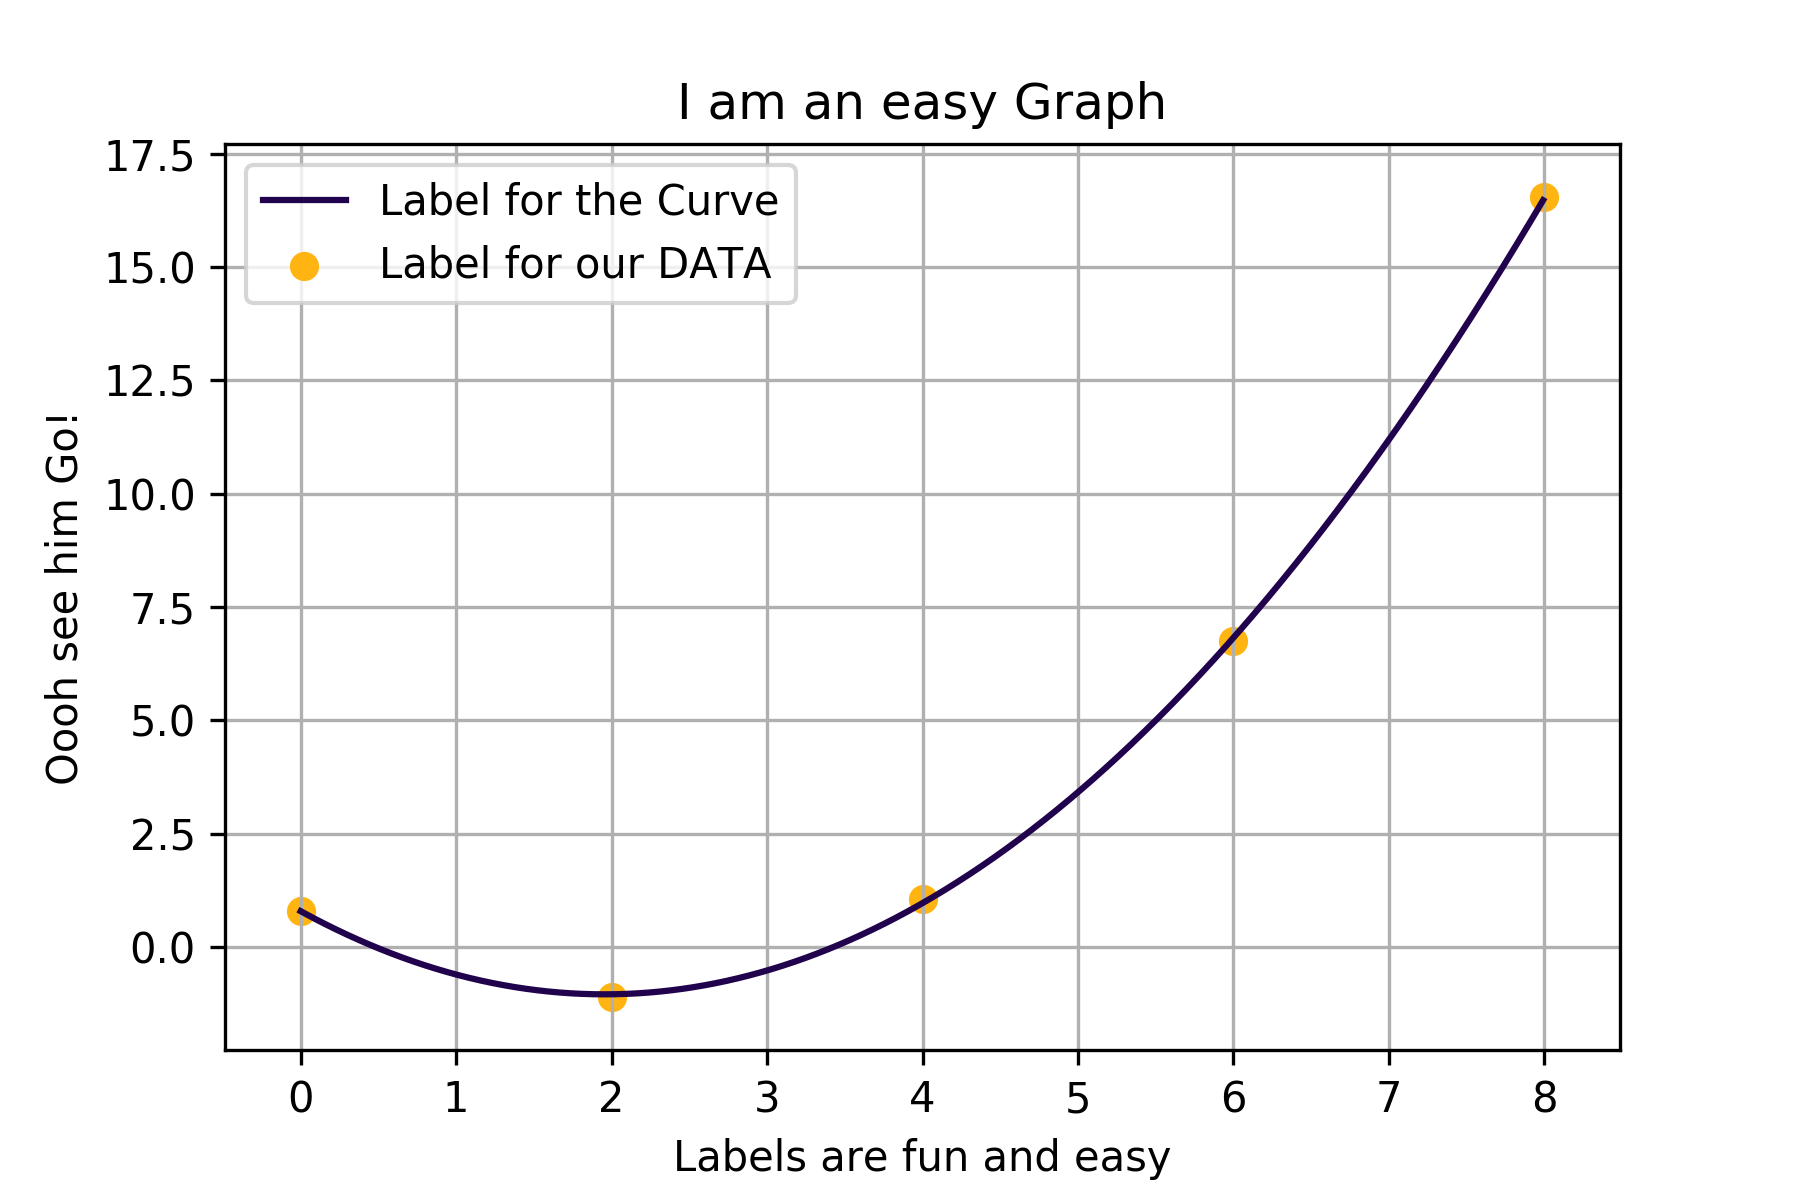 I am an easy Graph
Label for the Curve
Label for our DATA
17.5
15.0
12.5
10.0
7.5
5.0
2.5
0.0
Oooh see him Go!
0 1 2 3 4 5 6 7 8
Labels are fun and easy